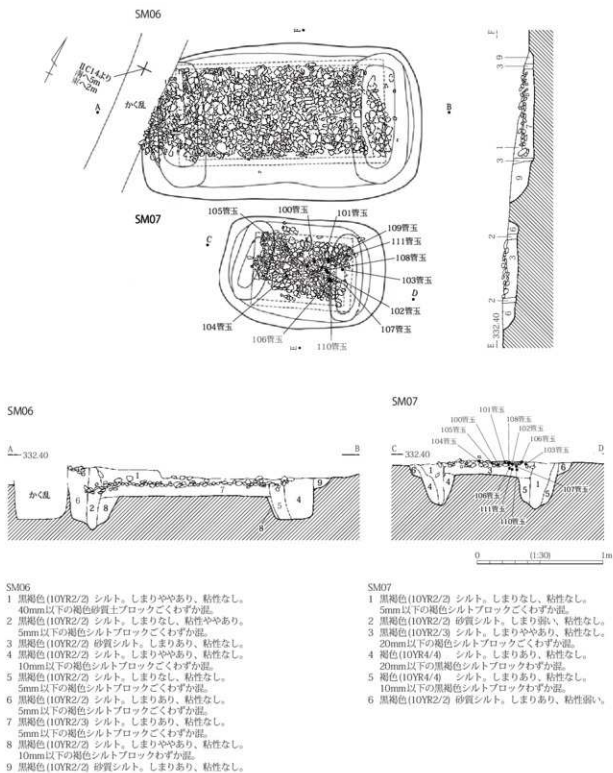 SM06
F
ⅡC14より
南へ5m
東へ2m
かく乱
A
B
SM07
105管玉
100管玉
101管玉
109管玉
111管玉
108管玉
103管玉
102管玉
107管玉
104管玉
106管玉
110管玉
C
D
E
F
9
3
1
7
3
1
9
6
2
3
2
6
E
332.40
SM06
A
332.40
B
かく乱
6
2
8
1
7
6
5
4
9
8
SM07
101管玉
100管玉
108管玉
105管玉
102管玉
104管玉
106管玉
103管玉
C
332.40
D
6
1
4
4
3
5
1
5
6
106管玉
111管玉
110管玉
107管玉
0
(1:30)
1m
SM06
1 黒褐色(10YR2/2) シルト。しまりややあり、粘性なし。
40mm以下の褐色砂質土ブロックごくわずか混。
2 黒褐色(10YR2/2) シルト。しまりなし、粘性ややあり。
5mm以下の褐色シルトブロックごくわずか混。
3 黒褐色(10YR2/2) 砂質シルト。しまりあり、粘性なし。
4 黒褐色(10YR2/2) シルト。しまりややあり、粘性なし。
10mm以下の褐色シルトブロックわずか混。
5 黒褐色(10YR2/2) シルト。しまりなし、粘性なし。
5mm以下の褐色シルトブロックごくわずか混。
6 黒褐色(10YR2/2) シルト。しまりあり、粘性なし。
5mm以下の褐色シルトブロックごくわずか混。
7 黒褐色(10YR2/3) シルト。しまりあり、粘性なし。
5mm以下の褐色シルトブロックごくわずか混。
8 黒褐色(10YR2/2) シルト。しまりややあり、粘性なし。
10mm以下の褐色シルトブロックわずか混。
9 黒褐色(10YR2/2) 砂質シルト。しまりあり、粘性なし。
SM07
1 黒褐色(10YR2/2) シルト。しまりなし、粘性なし。
5mm以下の褐色シルトブロックごくわずか混。
2 黒褐色(10YR2/2) 砂質シルト。しまり弱い、粘性なし。
3 黒褐色(10YR2/3) シルト。しまりややあり、粘性なし。
20mm以下の褐色シルトブロックわずか混。
4 褐色(10YR4/4) シルト。しまりあり、粘性なし。
20mm以下の黒褐色シルトブロックわずか混。
5 褐色(10YR4/4) シルト。しまりあり、粘性なし。
10mm以下の黒褐色シルトブロックわずか混。
6 黒褐色(10YR2/2) 砂質シルト。しまりあり、粘性弱い。